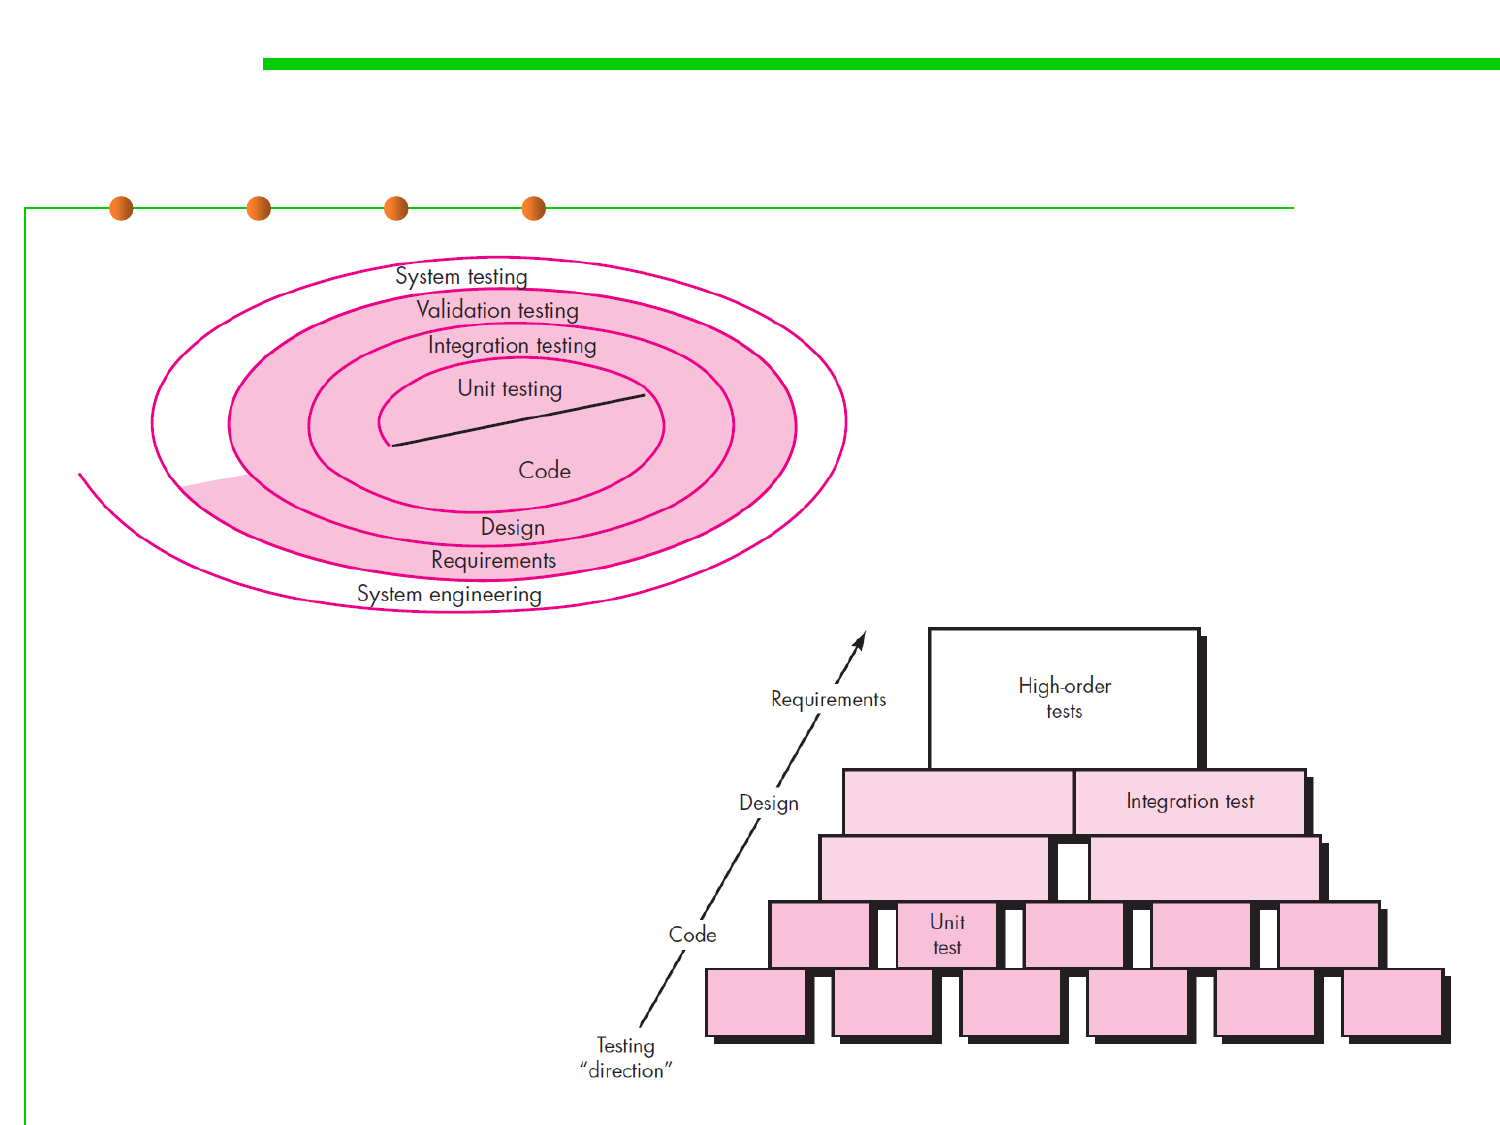 System testing
Validation testing
Integration testing
Unit testing
Code
Design
Requirements
System engineering
High-order
tests
Requirements
Integration test
Design
Unit
test
Code
Testing
“direction”